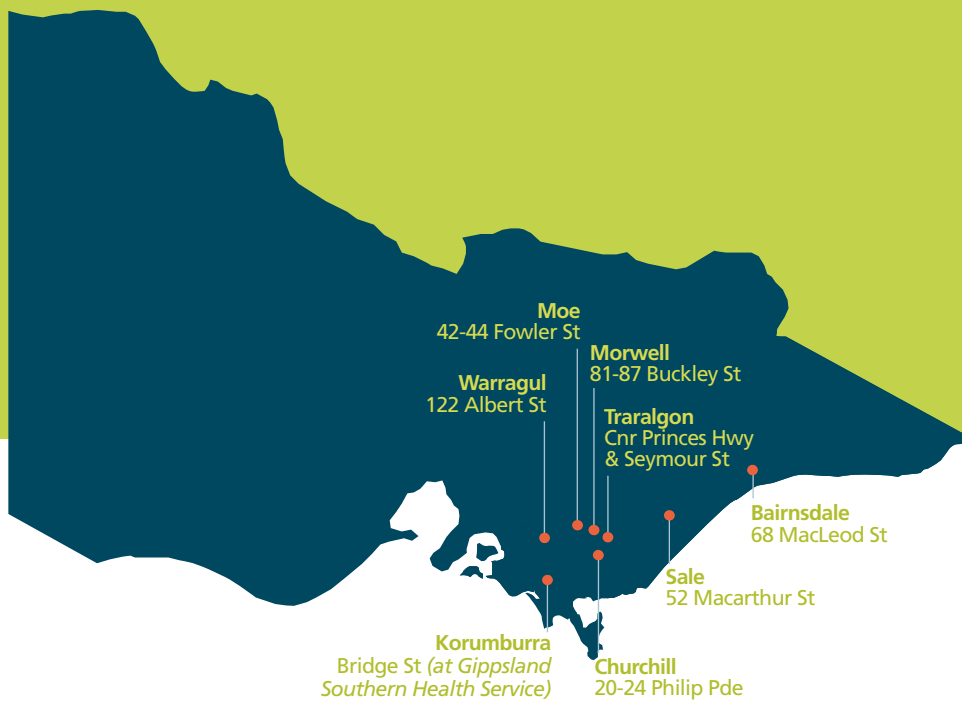 Moe
42-44 Fowler St
Morwell
81-87 Buckley St
Warragul
122 Albert St
Traralgon
Cnr Princes Hwy
& Seymour St
Bairnsdale
68 MacLeod St
Sale
52 Macarthur St
Korumburra
Bridge St (at Gippsland
Southern Health Service)
Churchill
20-24 Philip Pde